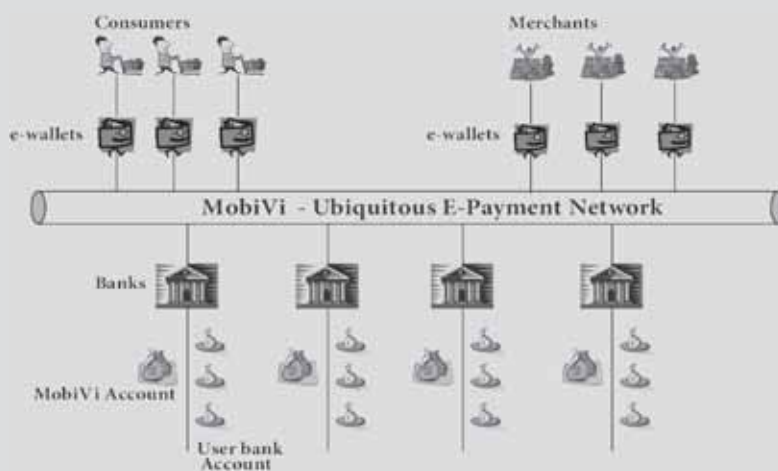 Consumers
Merchants
e-wallets
e-wallets
MobiVi - Ubiquitous E-Payment Network
Banks
MobiVi Account
User bank
Account